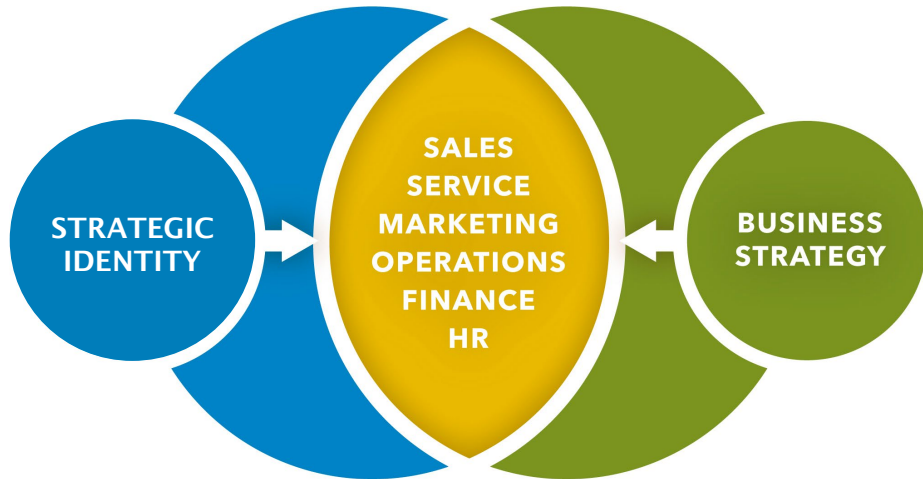 STRATEGIC
IDENTITY
SALES
SERVICE
MARKETING
OPERATIONS
FINANCE
HR
BUSINESS
STRATEGY